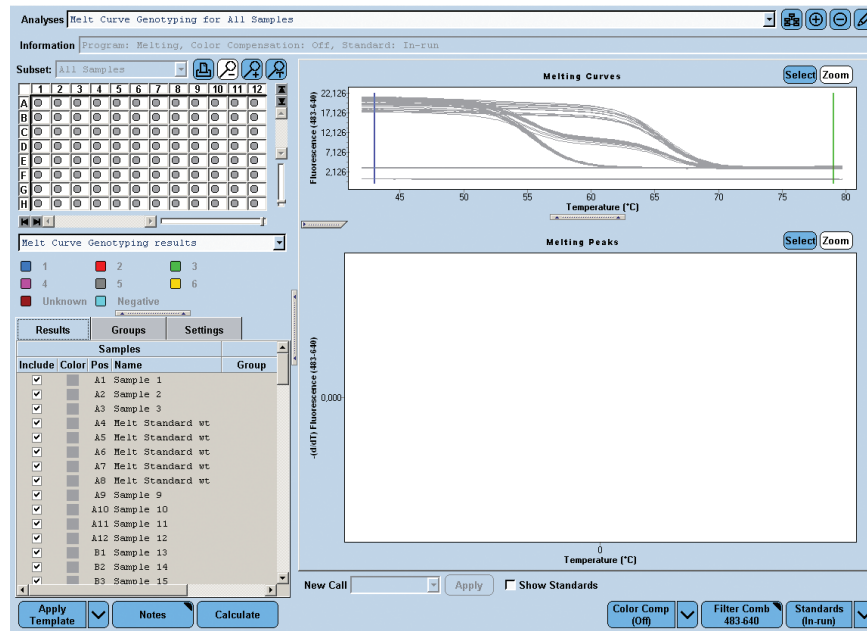 Analyses Melt Curve Genotyping for All Samples
Information Program: Melting, Color Compensation: Off, Standard: In-run
Subset: All Samples
1 2 3 4 5 6 7 8 9 10 11 12
A
B
C
D
E
F
G
H
Melt Curve Genotyping results
1 2 3
4 5 6
Unknown Negative
Results Groups Settings
Samples
Include Color Pos Name Group
A1 Sample 1
A2 Sample 2
A3 Sample 3
A4 Melt Standard wt
A5 Melt Standard wt
A6 Melt Standard wt
A7 Melt Standard wt
A8 Melt Standard wt
A9 Sample 9
A10 Sample 10
A11 Sample 11
A12 Sample 12
B1 Sample 13
B2 Sample 14
B3 Sample 15
Apply Template Notes Calculate
Melting Curves
Select Zoom
Fluorescence (483-640)
22,126
17,126
12,126
7,126
2,126
45 50 55 60 65 70 75 80
Temperature (°C)
Melting Peaks
Select Zoom
-(d/dT) Fluorescence (483-640)
0,000
0
Temperature (°C)
New Call Apply Show Standards
Color Comp (Off) Filter Comb 483-640 Standards (In-run)